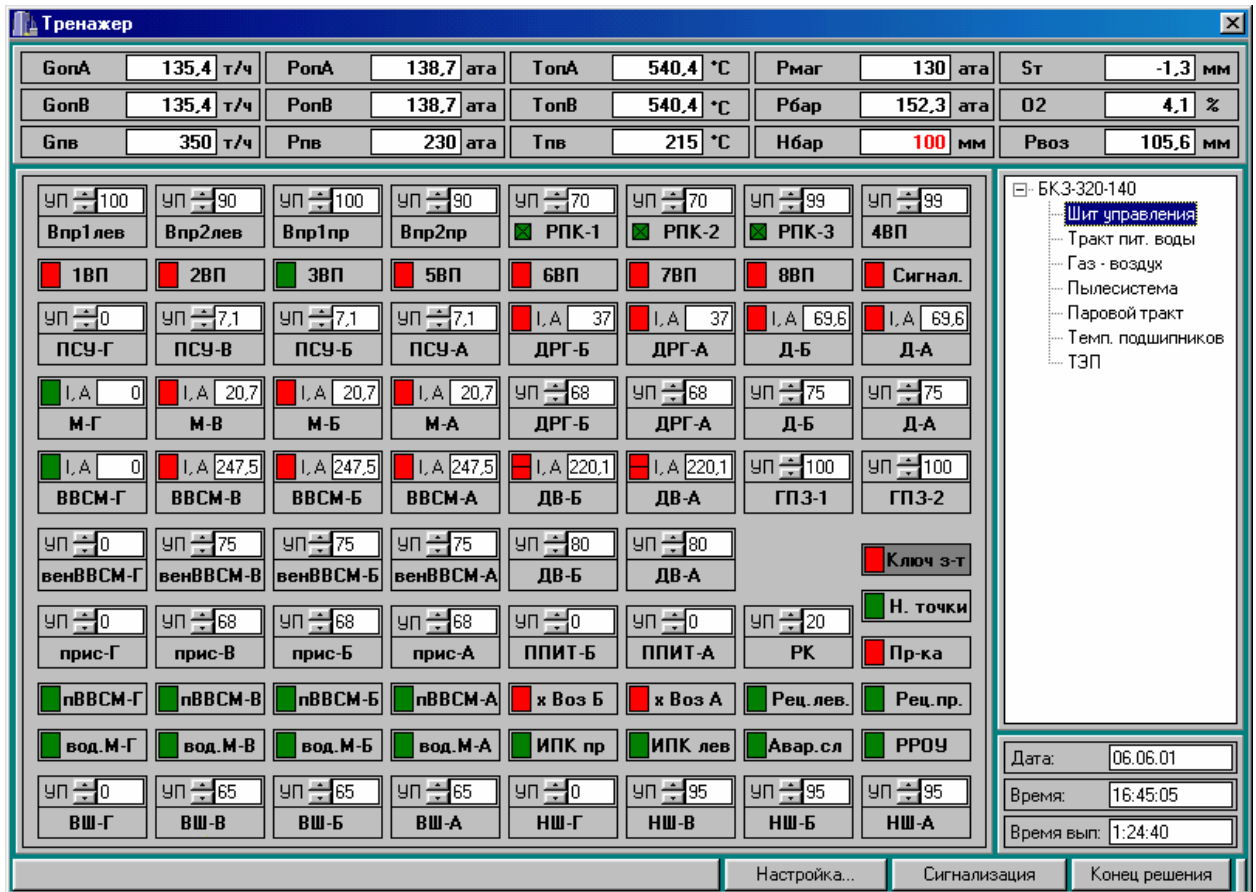 Тренажер
GопА 135,4 т/ч PопА 138,7 ата TопА 540,4 °C Pмаг 130 ата Sт -1,3 мм
GопВ 135,4 т/ч PопВ 138,7 ата TопВ 540,4 °C Pбар 152,3 ата O2 4,1 %
Gпв 350 т/ч Pпв 230 ата Tпв 215 °C Hбар 100 мм Pвоз 105,6 мм
УП 100 УП 90 УП 100 УП 90 УП 70 УП 70 УП 99 УП 99
Впр1лев Впр2лев Впр1пр Впр2пр РПК-1 РПК-2 РПК-3 4ВП
1ВП 2ВП 3ВП 5ВП 6ВП 7ВП 8ВП Сигнал.
УП 0 УП 7,1 УП 7,1 УП 7,1 I, А 37 I, А 37 I, А 69,6 I, А 69,6
ПСУ-Г ПСУ-В ПСУ-Б ПСУ-А ДРГ-Б ДРГ-А Д-Б Д-А
I, А 0 I, А 20,7 I, А 20,7 I, А 20,7 УП 68 УП 68 УП 75 УП 75
М-Г М-В М-Б М-А ДРГ-Б ДРГ-А Д-Б Д-А
I, А 0 I, А 247,5 I, А 247,5 I, А 247,5 I, А 220,1 I, А 220,1 УП 100 УП 100
ВВСМ-Г ВВСМ-В ВВСМ-Б ВВСМ-А ДВ-Б ДВ-А ГПЗ-1 ГПЗ-2
УП 0 УП 75 УП 75 УП 75 УП 80 УП 80
венВВСМ-Г венВВСМ-В венВВСМ-Б венВВСМ-А ДВ-Б ДВ-А Ключ з-т
Н. точки
УП 0 УП 68 УП 68 УП 68 УП 0 УП 0 УП 20
прис-Г прис-В прис-Б прис-А ППИТ-Б ППИТ-А РК Пр-ка
пВВСМ-Г пВВСМ-В пВВСМ-Б пВВСМ-А х Воз Б х Воз А Рец.лев. Рец.пр.
вод.М-Г вод.М-В вод.М-Б вод.М-А ИПК пр ИПК лев Авар.сл РРОУ
УП 0 УП 65 УП 65 УП 65 УП 0 УП 95 УП 95 УП 95
ВШ-Г ВШ-В ВШ-Б ВШ-А НШ-Г НШ-В НШ-Б НШ-А
БКЗ-320-140
Шит управления
Тракт пит. воды
Газ - воздух
Пылесистема
Паровой тракт
Темп. подшипников
ТЭП
Дата: 06.06.01
Время: 16:45:05
Время вып: 1:24:40
Настройка... Сигнализация Конец решения